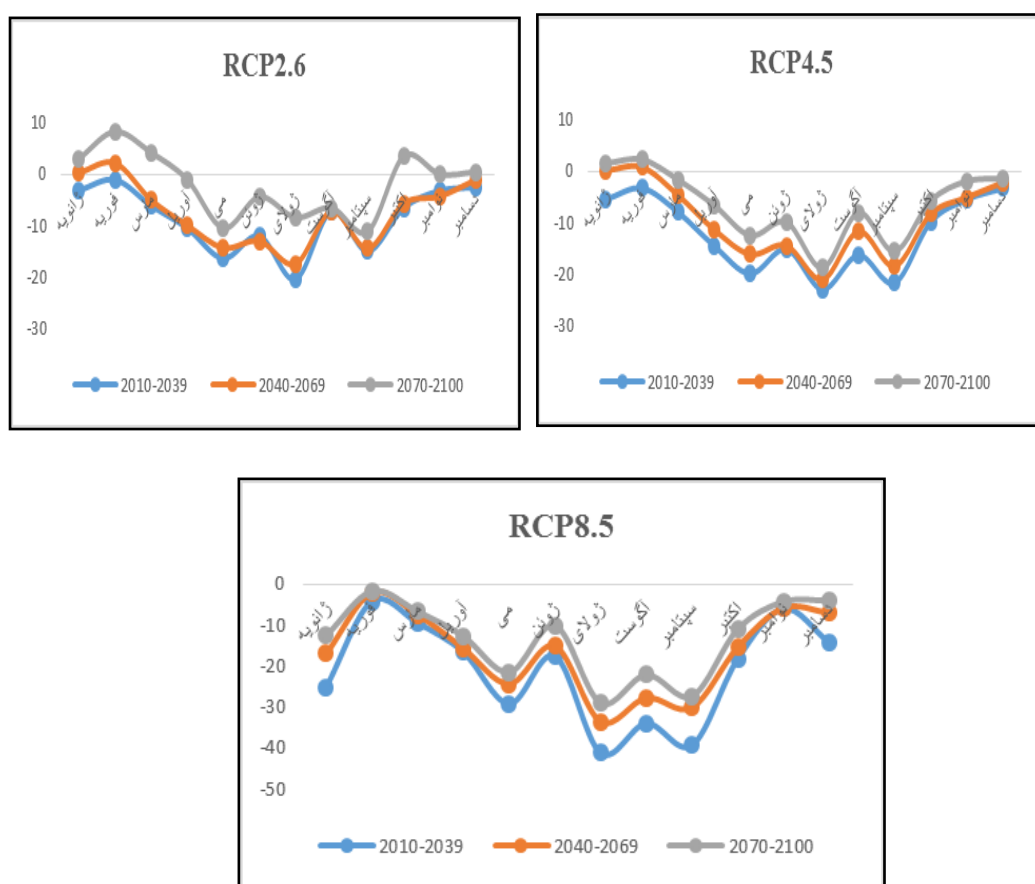 RCP2.6
10
0
-10
-20
-30
ژانویه
فوریه
مارس
آوریل
می
ژوئن
ژولای
آگوست
سپتامبر
اکتبر
نوامبر
دسامبر
2010-2039 2040-2069 2070-2100
RCP4.5
10
0
-10
-20
-30
ژانویه
فوریه
مارس
آوریل
می
ژوئن
ژولای
آگوست
سپتامبر
اکتبر
نوامبر
دسامبر
2010-2039 2040-2069 2070-2100
RCP8.5
0
-10
-20
-30
-40
-50
ژانویه
فوریه
مارس
آوریل
می
ژوئن
ژولای
آگوست
سپتامبر
اکتبر
نوامبر
دسامبر
2010-2039 2040-2069 2070-2100